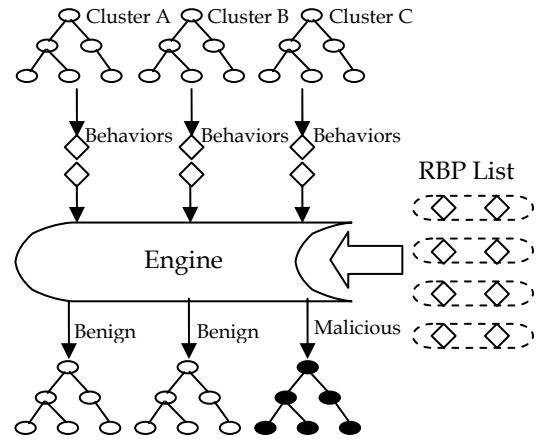 Cluster A
Cluster B
Cluster C
Behaviors
Behaviors
Behaviors
RBP List
Engine
Benign
Benign
Malicious